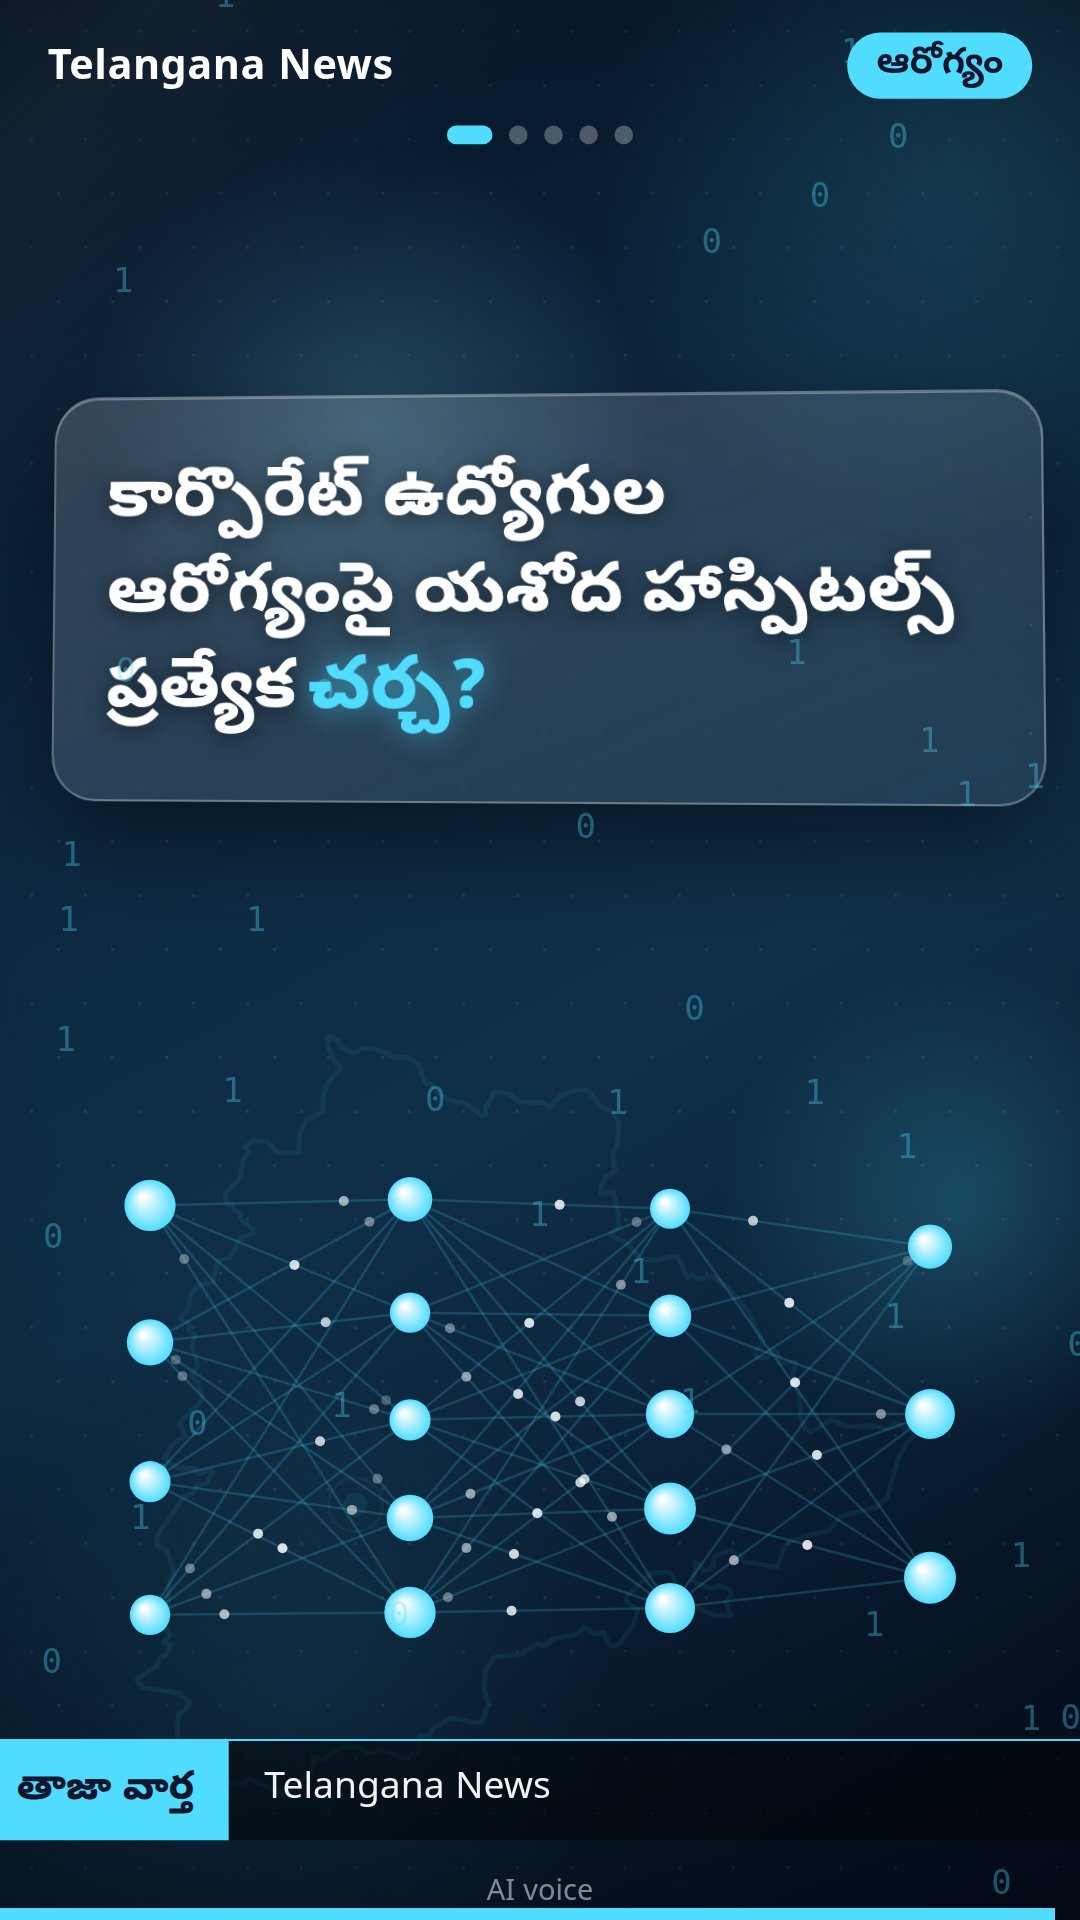 Telangana News
ఆరోగ్యం
కార్పొరేట్ ఉద్యోగుల
ఆరోగ్యంపై యశోద హాస్పిటల్స్
ప్రత్యేక చర్చ?
తాజా వార్త
Telangana News
AI voice